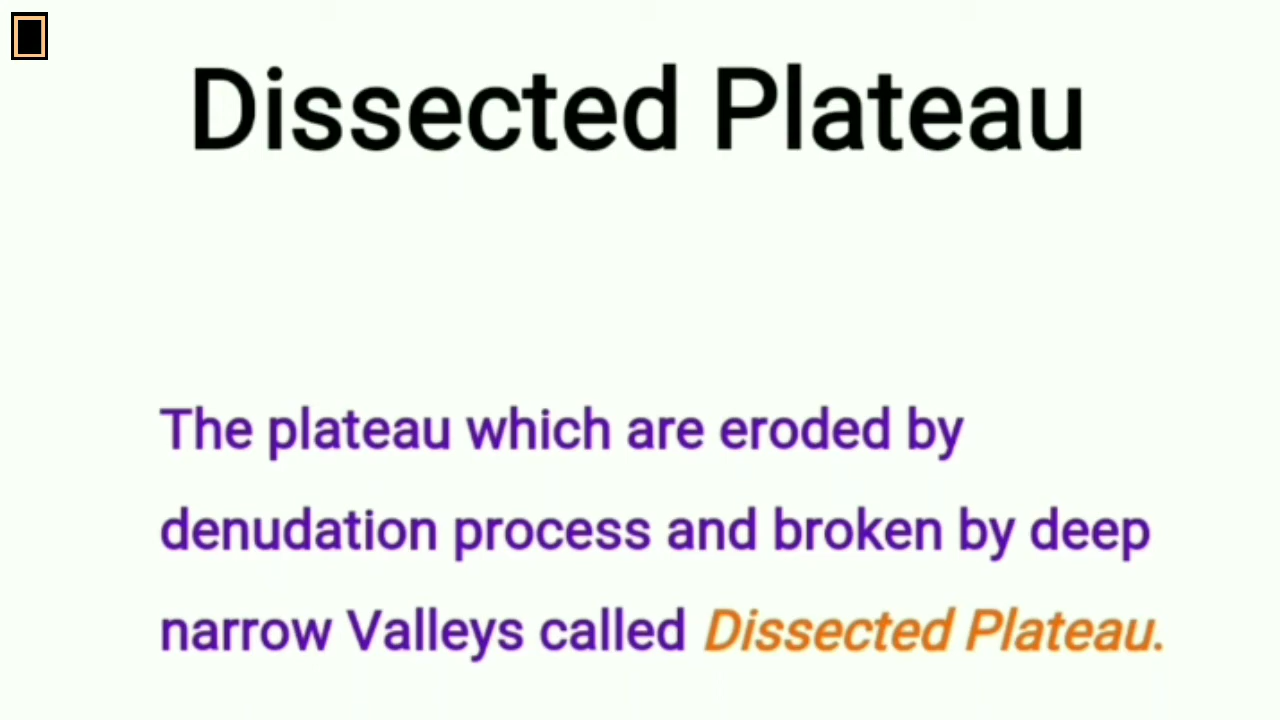 Dissected Plateau
The plateau which are eroded by
denudation process and broken by deep
narrow Valleys called Dissected Plateau.